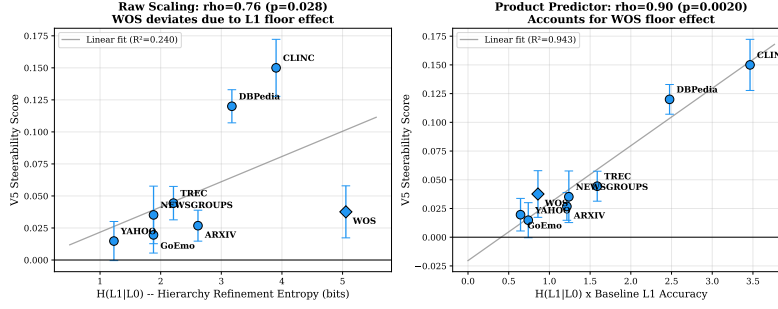 Raw Scaling: rho=0.76 (p=0.028)
WOS deviates due to L1 floor effect
Linear fit (R²=0.240)
V5 Steerability Score
0.175
0.150
0.125
0.100
0.075
0.050
0.025
0.000
CLINC
DBPedia
TREC
NEWSGROUPS
WOS
YAHOO
ARXIV
GoEmo
1 2 3 4 5
H(L1|L0) -- Hierarchy Refinement Entropy (bits)
Product Predictor: rho=0.90 (p=0.0020)
Accounts for WOS floor effect
Linear fit (R²=0.943)
V5 Steerability Score
0.175
0.150
0.125
0.100
0.075
0.050
0.025
0.000
−0.025
CLIN
DBPedia
TREC
NEWSGROUPS
WOS
YAHOO
ARXIV
GoEmo
0.0 0.5 1.0 1.5 2.0 2.5 3.0 3.5
H(L1|L0) x Baseline L1 Accuracy